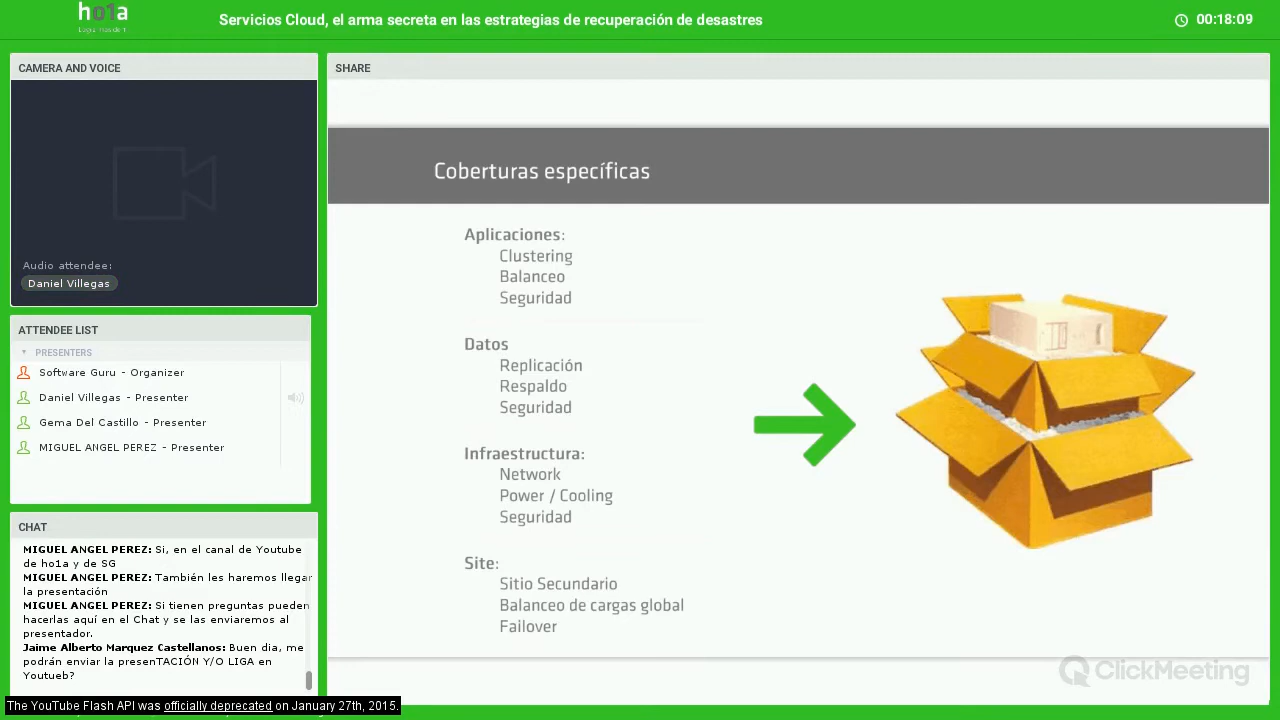 ho1a
Servicios Cloud, el arma secreta en las estrategias de recuperación de desastres
00:18:09
CAMERA AND VOICE
Audio attendee:
Daniel Villegas
ATTENDEE LIST
PRESENTERS
Software Guru - Organizer
Daniel Villegas - Presenter
Gema Del Castillo - Presenter
MIGUEL ANGEL PEREZ - Presenter
CHAT
MIGUEL ANGEL PEREZ: Si, en el canal de Youtube
de ho1a y de SG
MIGUEL ANGEL PEREZ: También les haremos llegar
la presentación
MIGUEL ANGEL PEREZ: Si tienen preguntas pueden
hacerlas aquí en el Chat y se las enviaremos al
presentador.
Jaime Alberto Marquez Castellanos: Buen dia, me
podrán enviar la presenTACIÓN Y/O LIGA en
Youtueb?
The YouTube Flash API was officially deprecated on January 27th, 2015.
SHARE
Coberturas específicas
Aplicaciones:
Clustering
Balanceo
Seguridad
Datos
Replicación
Respaldo
Seguridad
Infraestructura:
Network
Power / Cooling
Seguridad
Site:
Sitio Secundario
Balanceo de cargas global
Failover
ClickMeeting